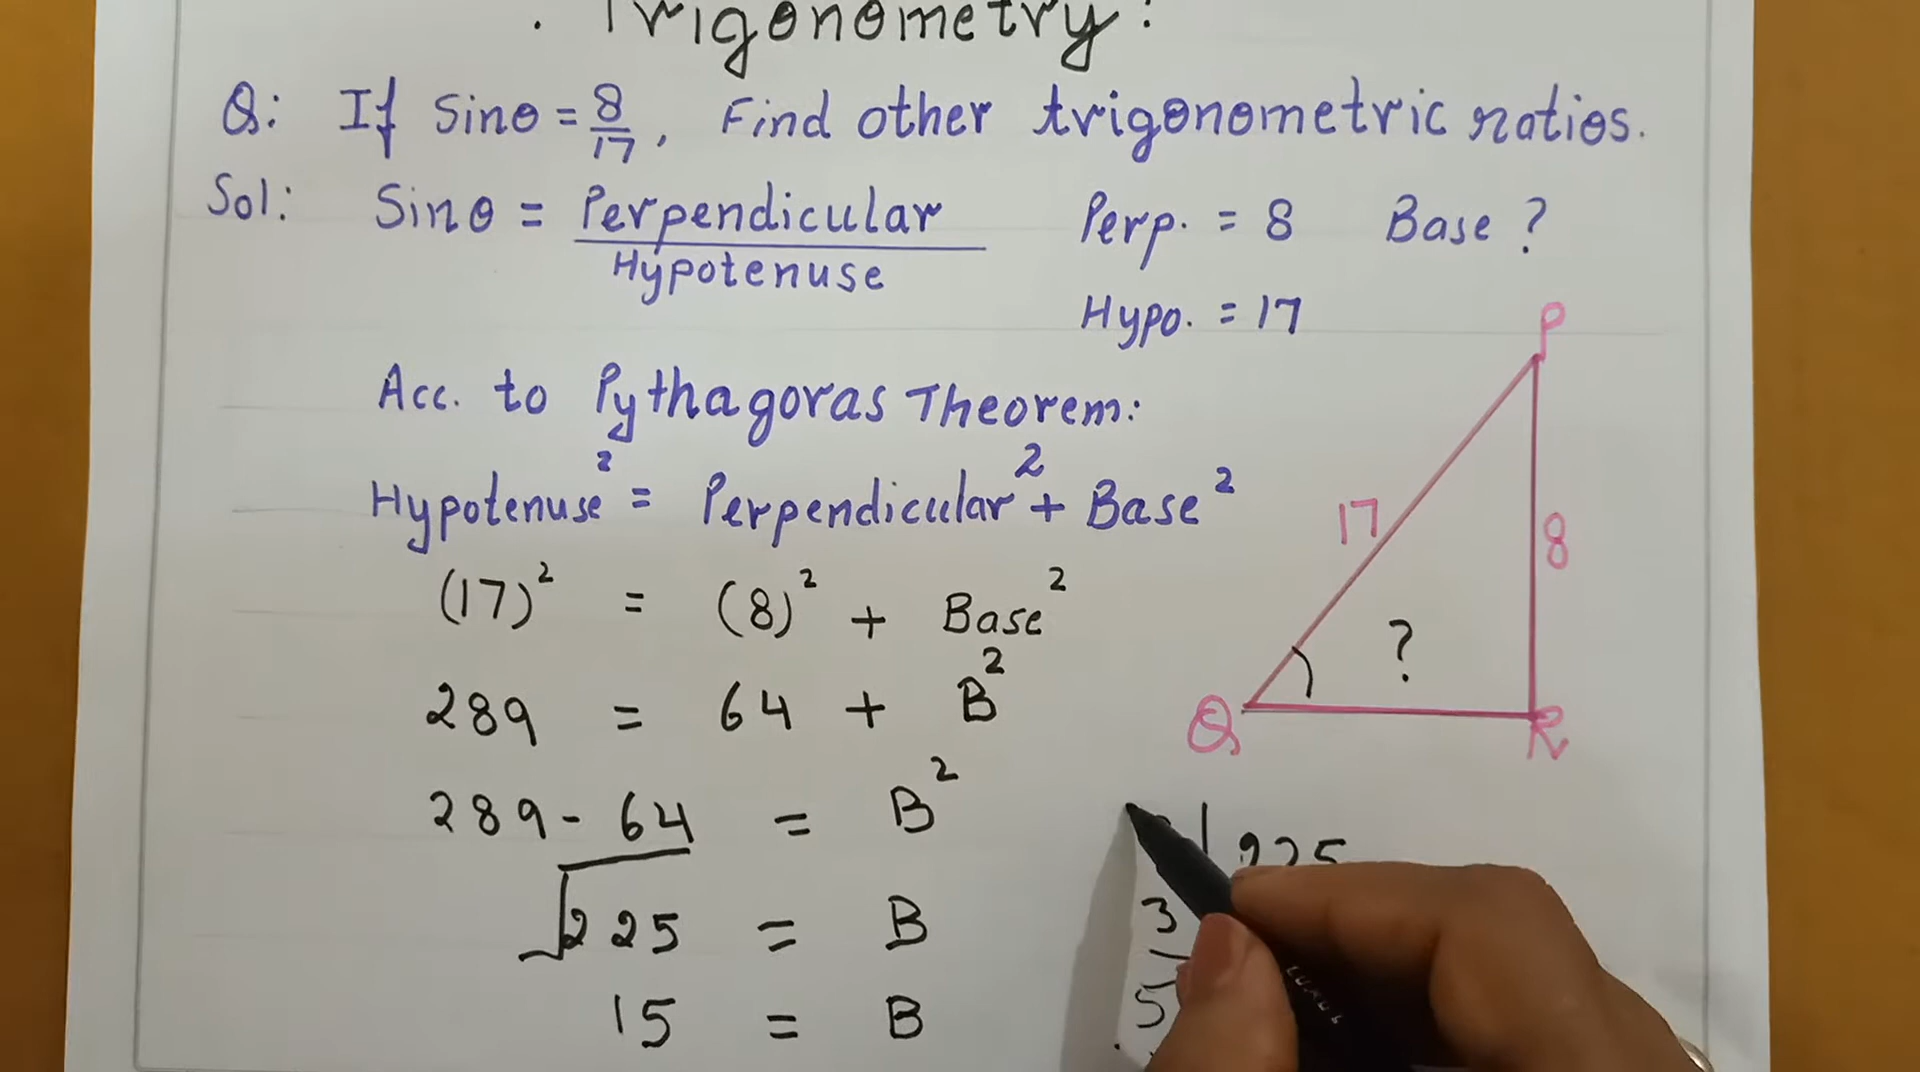 . Trigonometry:
Q: If Sinθ = 8/17, Find other trigonometric ratios.
Sol: Sinθ = Perpendicular/Hypotenuse
Perp. = 8 Base ?
Hypo. = 17
Acc. to Pythagoras Theorem:
Hypotenuse² = Perpendicular² + Base²
(17)² = (8)² + Base²
289 = 64 + B²
289 - 64 = B²
√225 = B
15 = B
P
17
8
?
Q
R
225
3
5